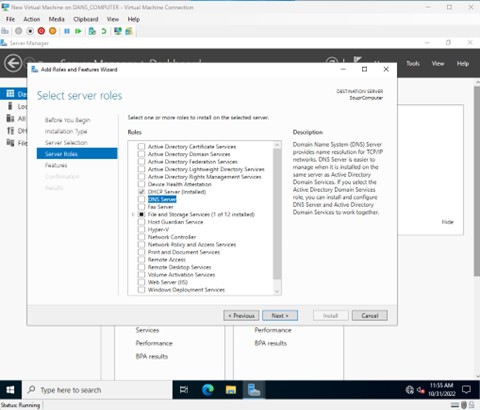 New Virtual Machine on DANS_COMPUTER - Virtual Machine Connection
File Action Media Clipboard View Help
Server Manager
Dashboard
Tools View Help
Add Roles and Features Wizard
Select server roles
DESTINATION SERVER
Before You Begin
Installation Type
Server Selection
Server Roles
Features
Confirmation
Results
Select one or more roles to install on the selected server.
Roles
Active Directory Certificate Services
Active Directory Domain Services
Active Directory Federation Services
Active Directory Lightweight Directory Services
Active Directory Rights Management Services
Device Health Attestation
DHCP Server (Installed)
DNS Server
Fax Server
File and Storage Services (1 of 12 installed)
Host Guardian Service
Hyper-V
Network Controller
Network Policy and Access Services
Print and Document Services
Remote Access
Remote Desktop Services
Volume Activation Services
Web Server (IIS)
Windows Deployment Services
Description
Domain Name System (DNS) Server
provides name resolution for TCP/IP
networks. DNS Server is easier to
manage when it is installed on the
same server as Active Directory
Domain Services. If you select the
Active Directory Domain Services
role, you can install and configure
DNS Server and Active Directory
Domain Services to work together.
Hide
< Previous Next > Install Cancel
Services
Performance
BPA results
Performance
BPA results
Type here to search
11:55 AM
10/31/2022
Status: Running